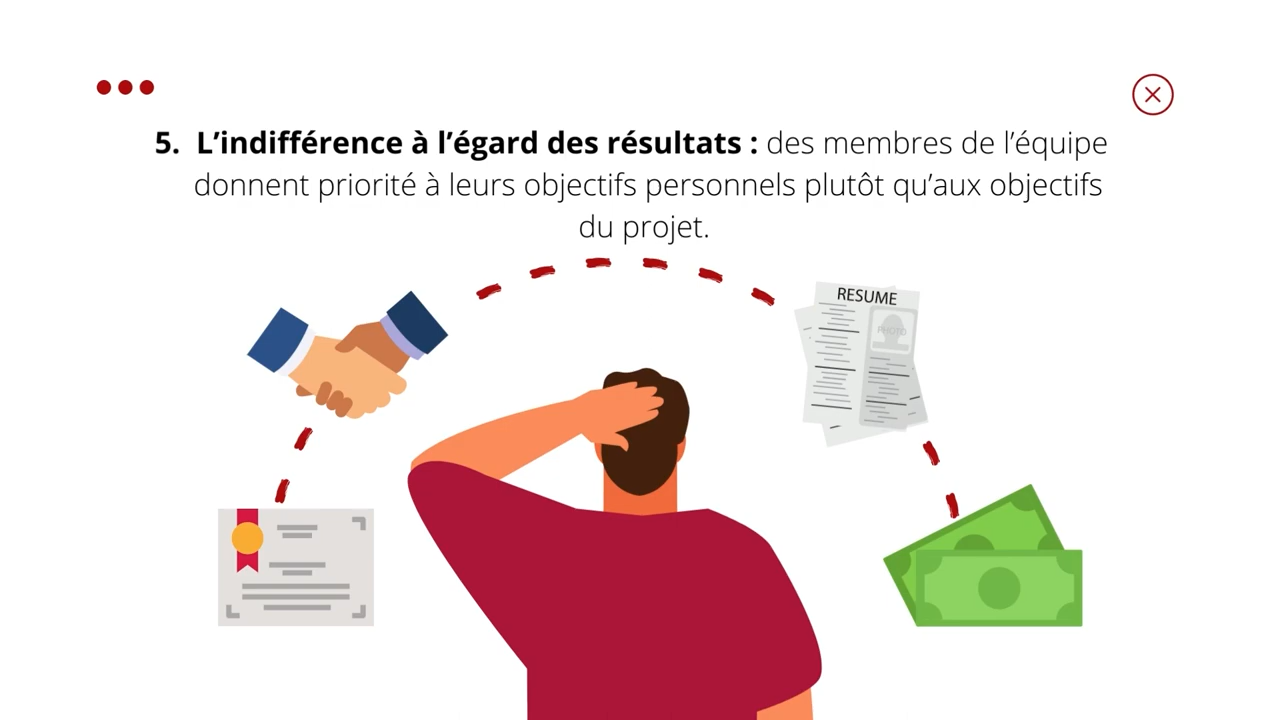 5. L’indifférence à l’égard des résultats : des membres de l’équipe
donnent priorité à leurs objectifs personnels plutôt qu’aux objectifs
du projet.
RESUME
PHOTO